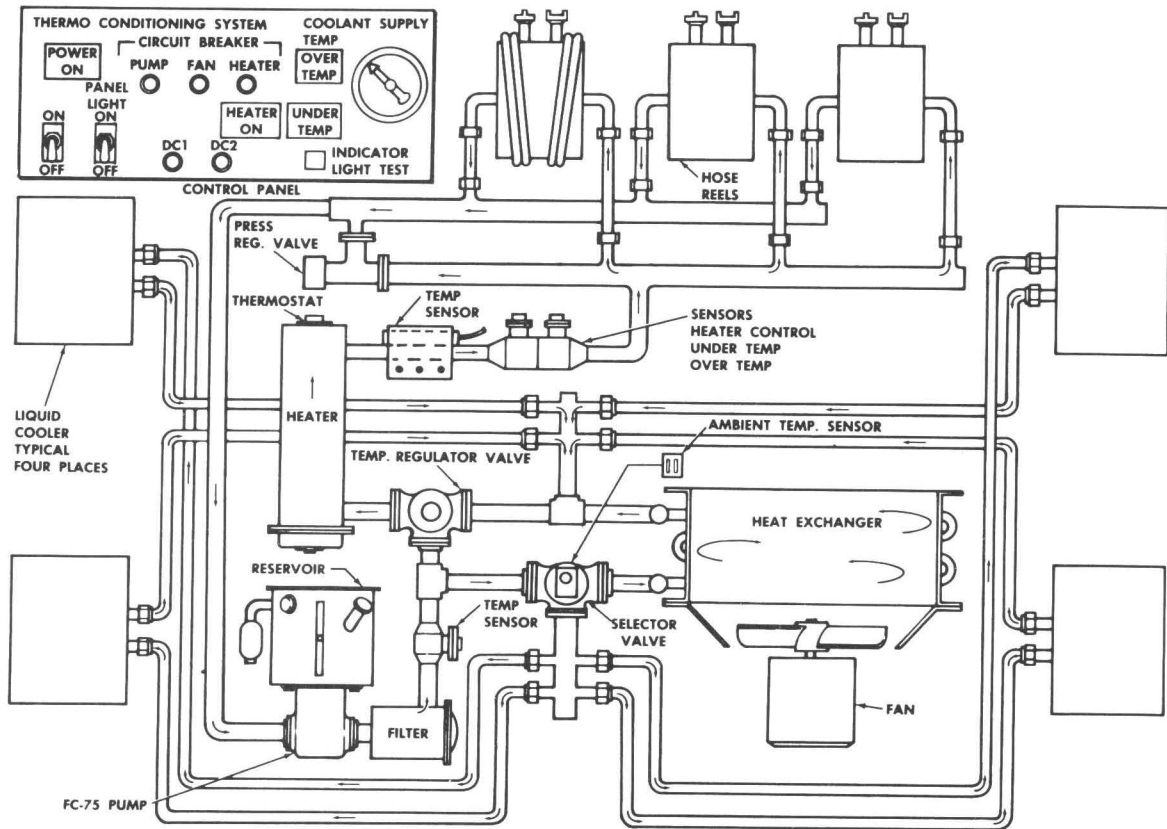 THERMO CONDITIONING SYSTEM
COOLANT SUPPLY
TEMP
CIRCUIT BREAKER
POWER
ON
PUMP
FAN
HEATER
OVER
TEMP
PANEL
LIGHT
ON
ON
HEATER
ON
UNDER
TEMP
OFF
OFF
DC1
DC2
INDICATOR
LIGHT TEST
CONTROL PANEL
HOSE
REELS
PRESS
REG. VALVE
THERMOSTAT
TEMP
SENSOR
SENSORS
HEATER CONTROL
UNDER TEMP
OVER TEMP
LIQUID
COOLER
TYPICAL
FOUR PLACES
HEATER
AMBIENT TEMP. SENSOR
TEMP. REGULATOR VALVE
HEAT EXCHANGER
RESERVOIR
TEMP
SENSOR
SELECTOR
VALVE
FILTER
FAN
FC-75 PUMP